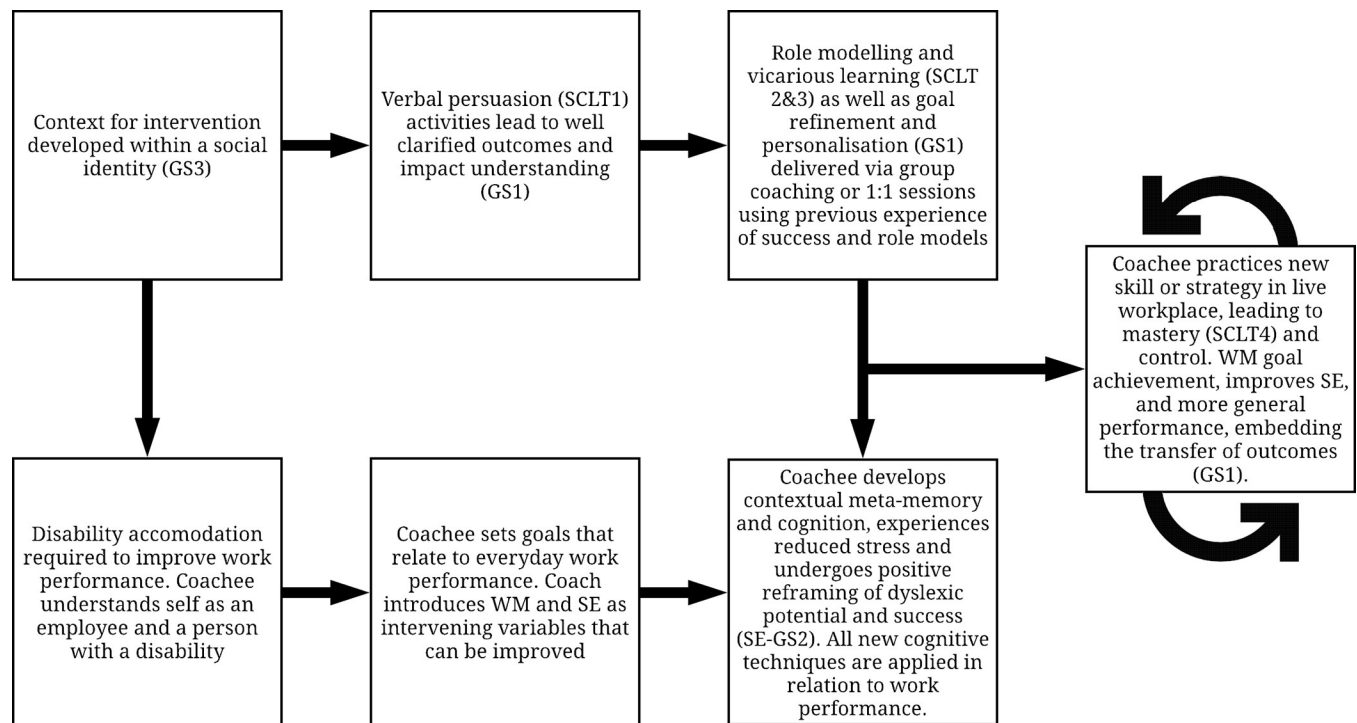 Context for intervention
developed within a social
identity (GS3)
Verbal persuasion (SCLT1)
activities lead to well
clarified outcomes and
impact understanding
(GS1)
Role modelling and
vicarious learning (SCLT
2&3) as well as goal
refinement and
personalisation (GS1)
delivered via group
coaching or 1:1 sessions
using previous experience
of success and role models
Coachee practices new
skill or strategy in live
workplace, leading to
mastery (SCLT4) and
control. WM goal
achievement, improves SE,
and more general
performance, embedding
the transfer of outcomes
(GS1).
Disability accomodation
required to improve work
performance. Coachee
understands self as an
employee and a person
with a disability
Coachee sets goals that
relate to everyday work
performance. Coach
introduces WM and SE as
intervening variables that
can be improved
Coachee develops
contextual meta-memory
and cognition, experiences
reduced stress and
undergoes positive
reframing of dyslexic
potential and success
(SE-GS2). All new cognitive
techniques are applied in
relation to work
performance.